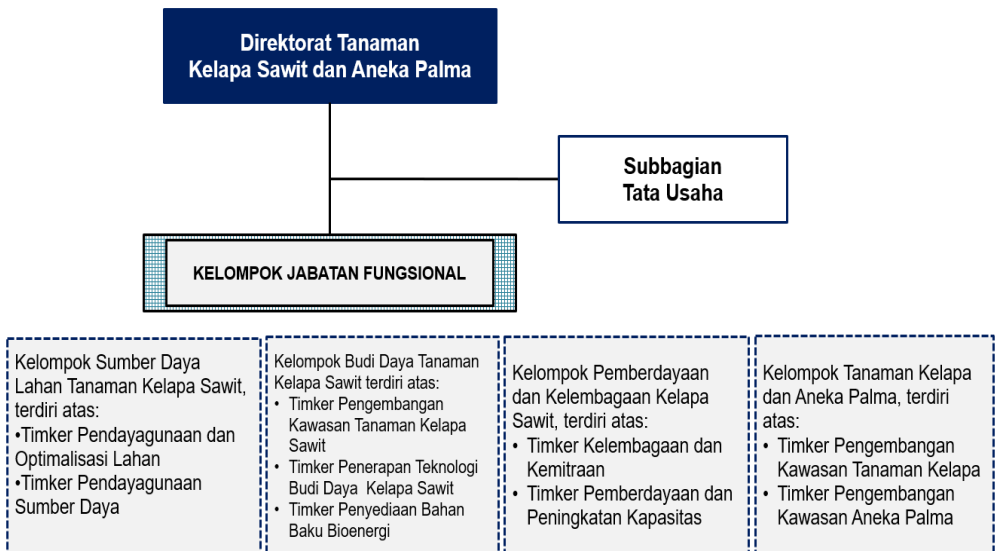 Direktorat Tanaman
Kelapa Sawit dan Aneka Palma
Subbagian
Tata Usaha
KELOMPOK JABATAN FUNGSIONAL
Kelompok Sumber Daya
Lahan Tanaman Kelapa Sawit,
terdiri atas:
•Timker Pendayagunaan dan
Optimalisasi Lahan
•Timker Pendayagunaan
Sumber Daya
Kelompok Budi Daya Tanaman
Kelapa Sawit terdiri atas:
• Timker Pengembangan
Kawasan Tanaman Kelapa
Sawit
• Timker Penerapan Teknologi
Budi Daya Kelapa Sawit
• Timker Penyediaan Bahan
Baku Bioenergi
Kelompok Pemberdayaan
dan Kelembagaan Kelapa
Sawit, terdiri atas:
• Timker Kelembagaan dan
Kemitraan
• Timker Pemberdayaan dan
Peningkatan Kapasitas
Kelompok Tanaman Kelapa
dan Aneka Palma, terdiri
atas:
• Timker Pengembangan
Kawasan Tanaman Kelapa
• Timker Pengembangan
Kawasan Aneka Palma